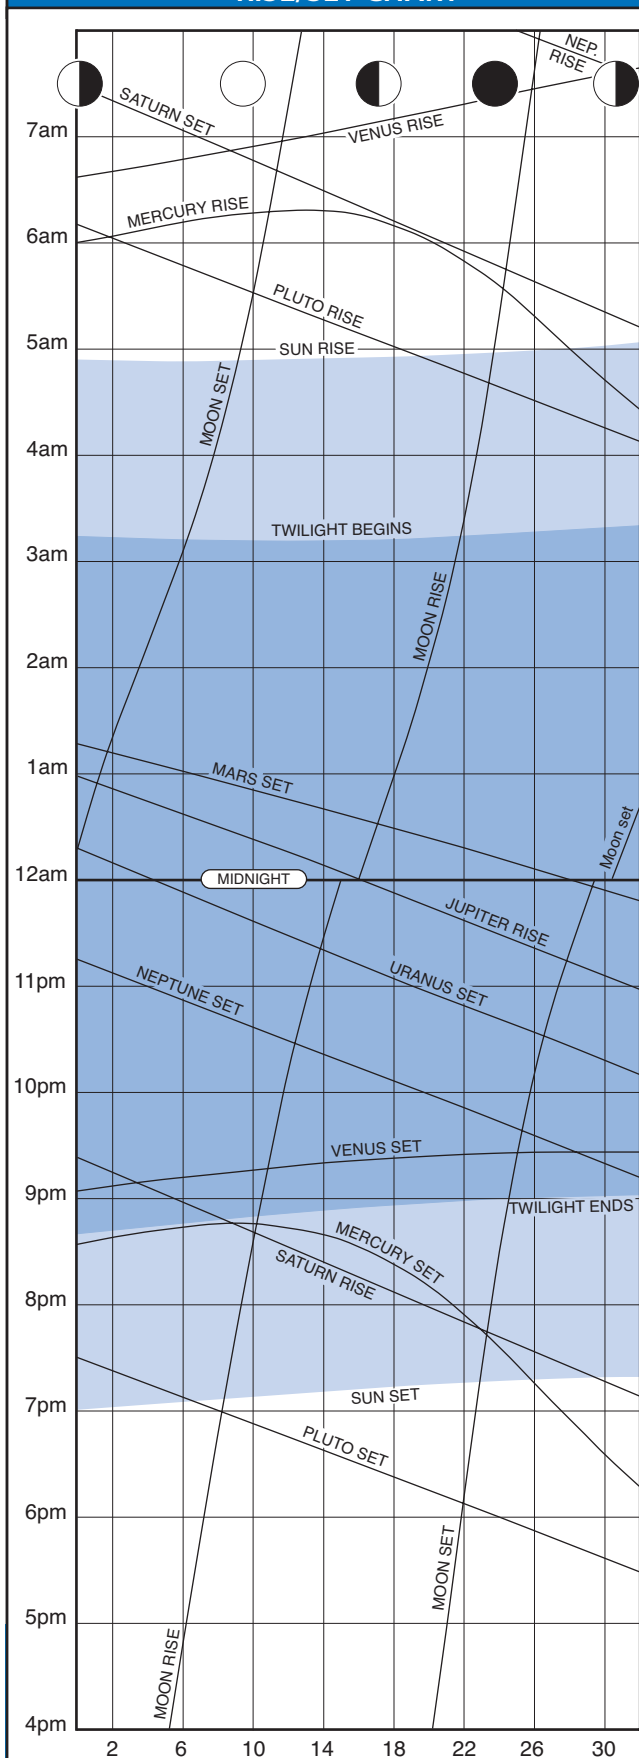 NEP.
RISE
SATURN SET
VENUS RISE
7am
MERCURY RISE
6am
PLUTO RISE
5am
SUN RISE
MOON SET
4am
TWILIGHT BEGINS
3am
MOON RISE
2am
1am
MARS SET
Moon set
12am
MIDNIGHT
JUPITER RISE
NEPTUNE SET
URANUS SET
11pm
10pm
VENUS SET
9pm
TWILIGHT ENDS
MERCURY SET
SATURN RISE
8pm
SUN SET
7pm
PLUTO SET
6pm
MOON SET
5pm
MOON RISE
4pm
2 6 10 14 18 22 26 30